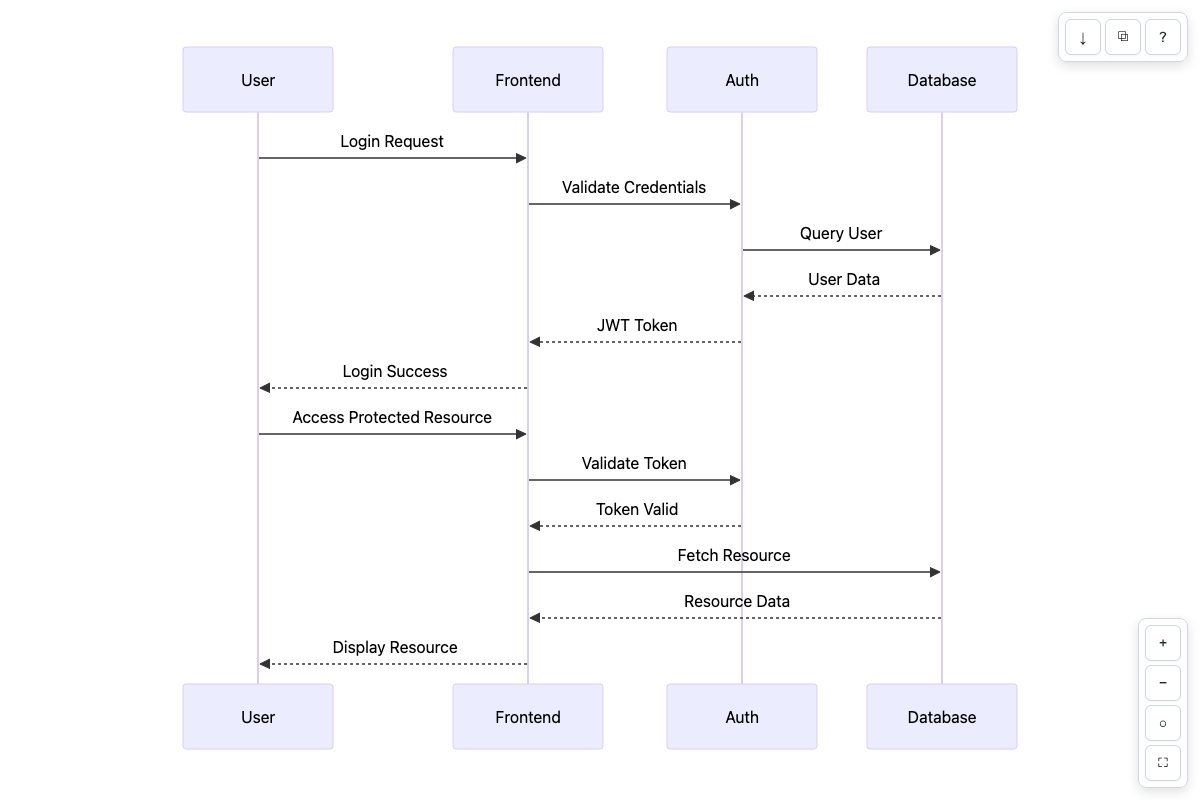 User
Frontend
Auth
Database
Login Request
Validate Credentials
Query User
User Data
JWT Token
Login Success
Access Protected Resource
Validate Token
Token Valid
Fetch Resource
Resource Data
Display Resource
User
Frontend
Auth
Database
↓
⧉
?
+
−
○
⛶